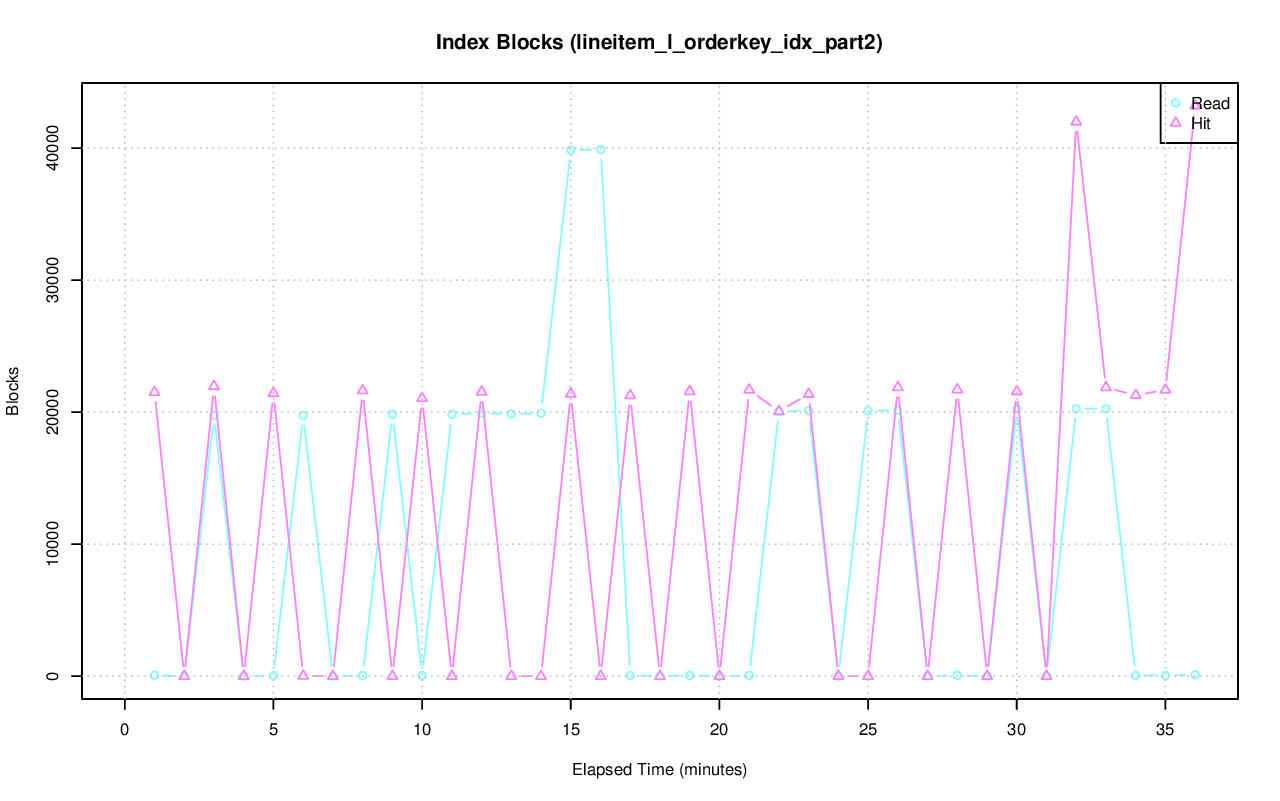 Index Blocks (lineitem_l_orderkey_idx_part2)
Read
Hit
40000
30000
20000
10000
0
Blocks
0 5 10 15 20 25 30 35
Elapsed Time (minutes)